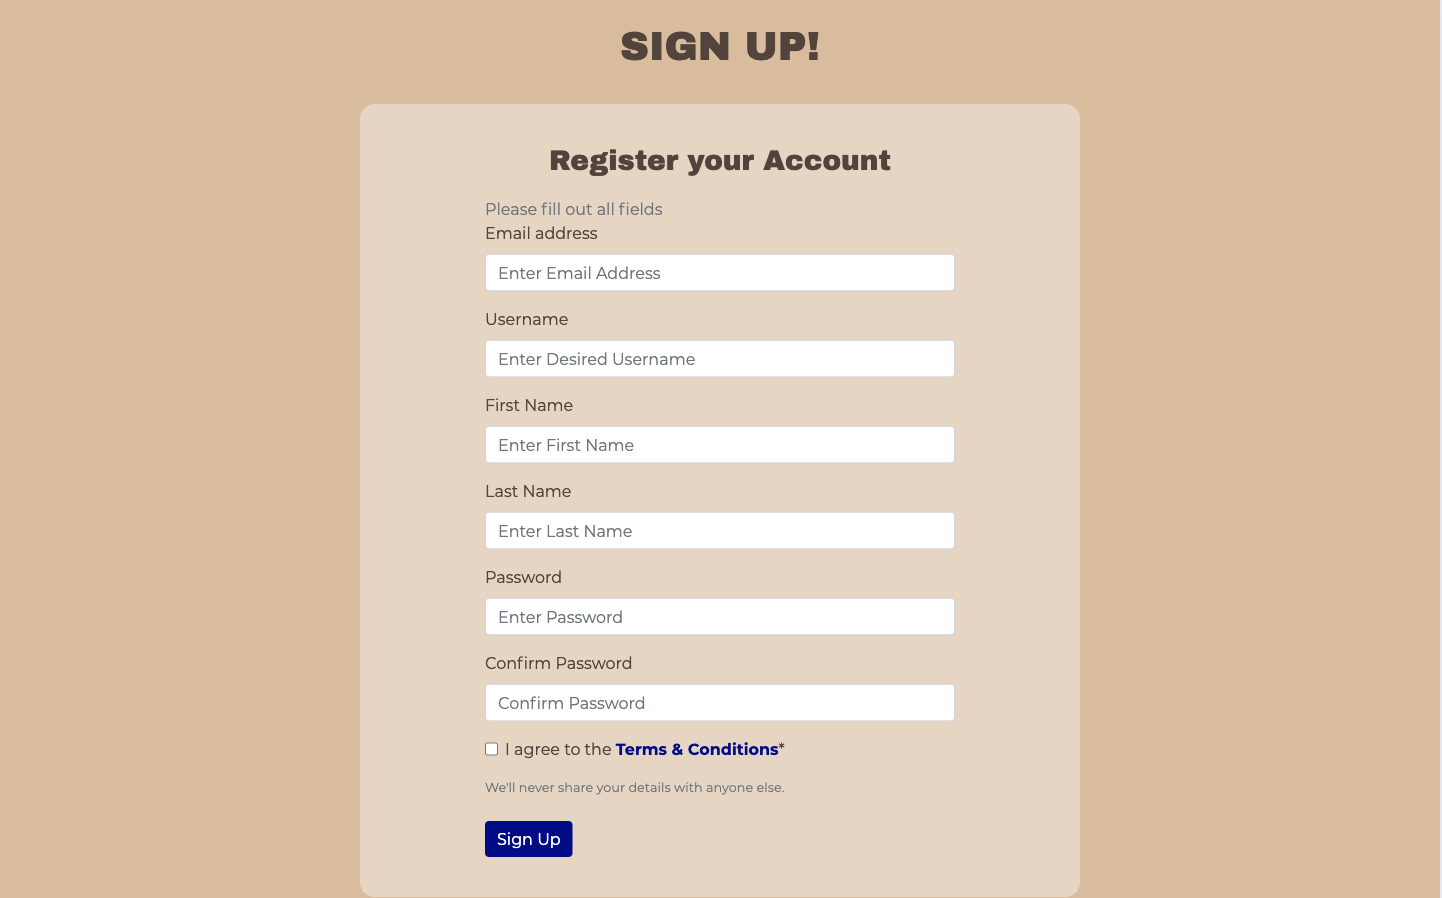 SIGN UP!
Register your Account
Please fill out all fields
Email address
Enter Email Address
Username
Enter Desired Username
First Name
Enter First Name
Last Name
Enter Last Name
Password
Enter Password
Confirm Password
Confirm Password
I agree to the Terms & Conditions*
We'll never share your details with anyone else.
Sign Up